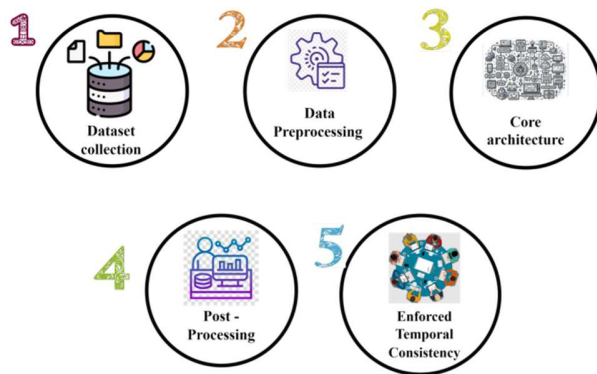 1
Dataset
collection
2
Data
Preprocessing
3
Core
architecture
4
Post -
Processing
5
Enforced
Temporal
Consistency